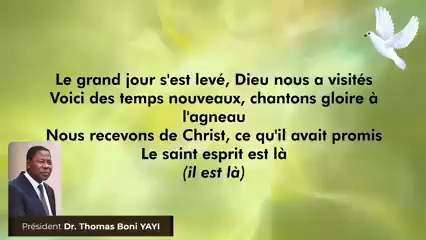 Le grand jour s'est levé, Dieu nous a visités
Voici des temps nouveaux, chantons gloire à
l'agneau
Nous recevons de Christ, ce qu'il avait promis
Le saint esprit est là
(il est là)
Président Dr. Thomas Boni YAYI